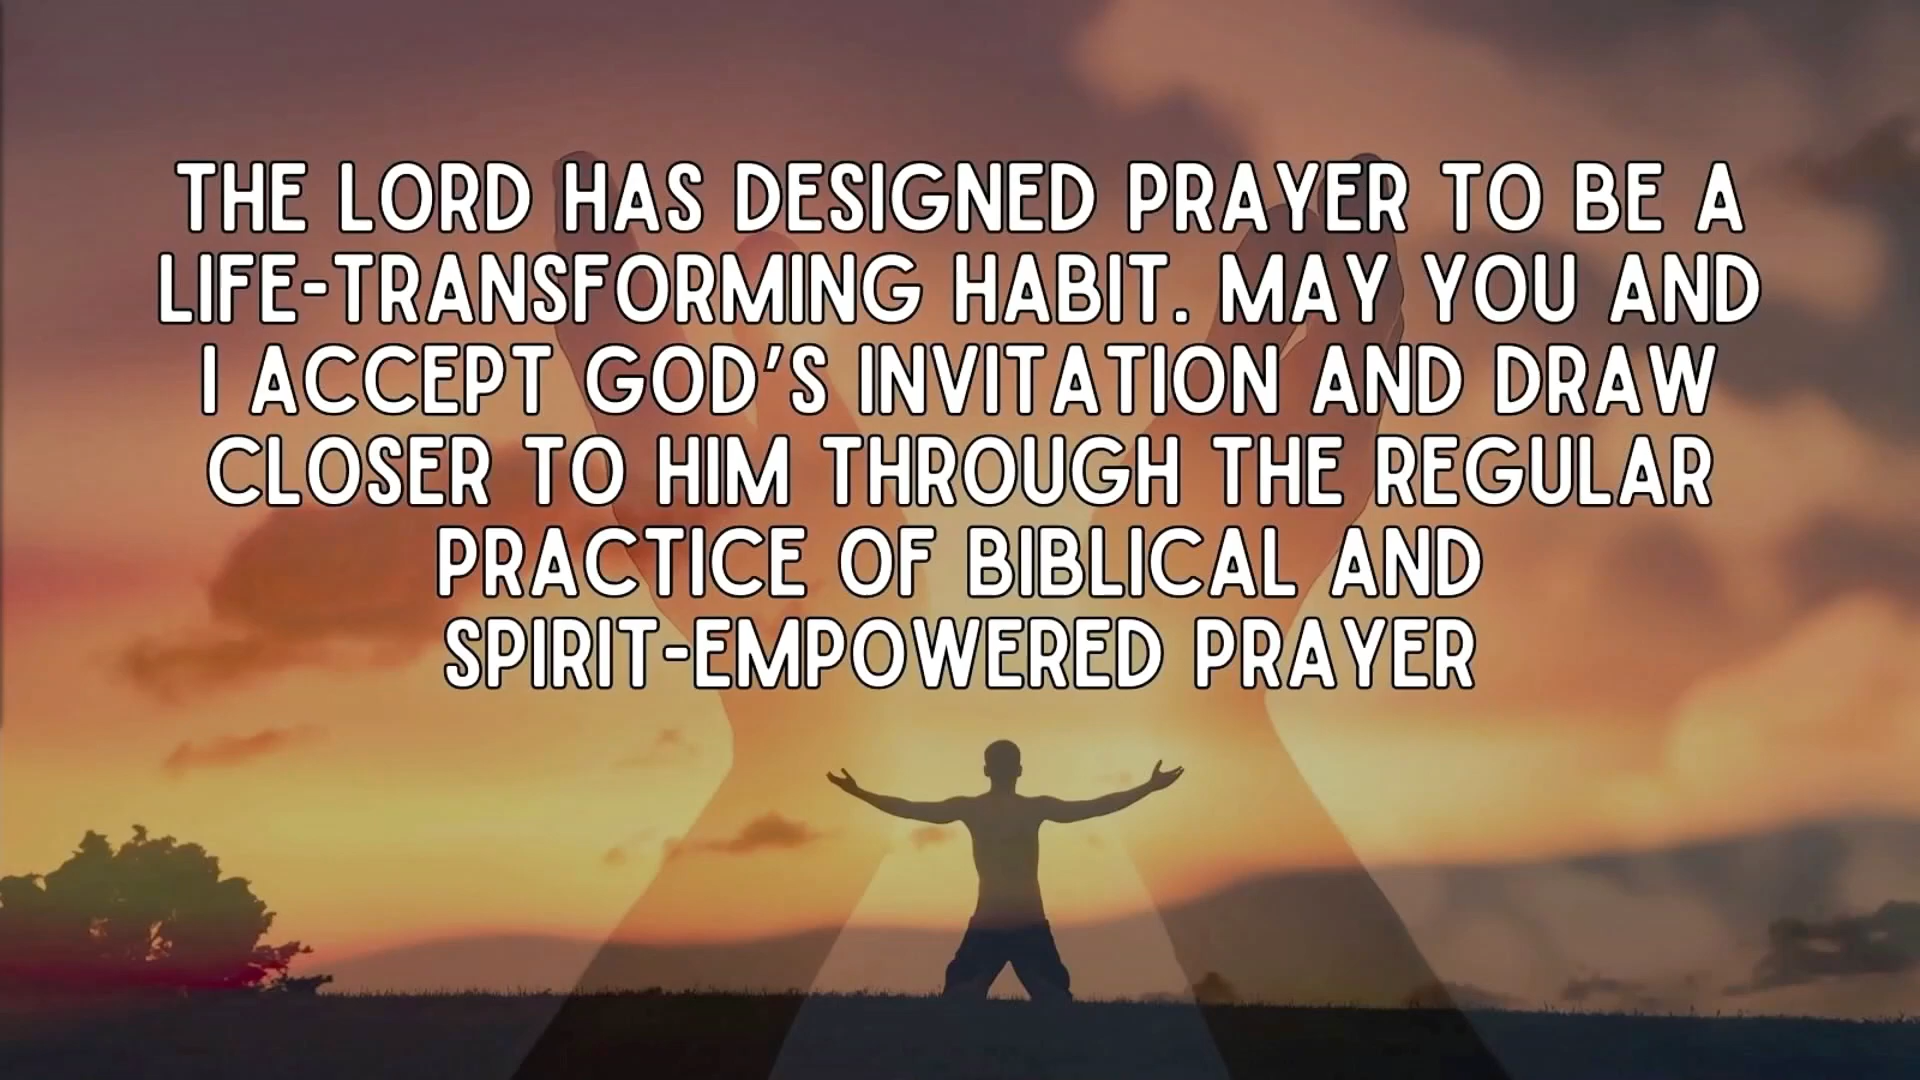 THE LORD HAS DESIGNED PRAYER TO BE A
LIFE-TRANSFORMING HABIT. MAY YOU AND
I ACCEPT GOD'S INVITATION AND DRAW
CLOSER TO HIM THROUGH THE REGULAR
PRACTICE OF BIBLICAL AND
SPIRIT-EMPOWERED PRAYER